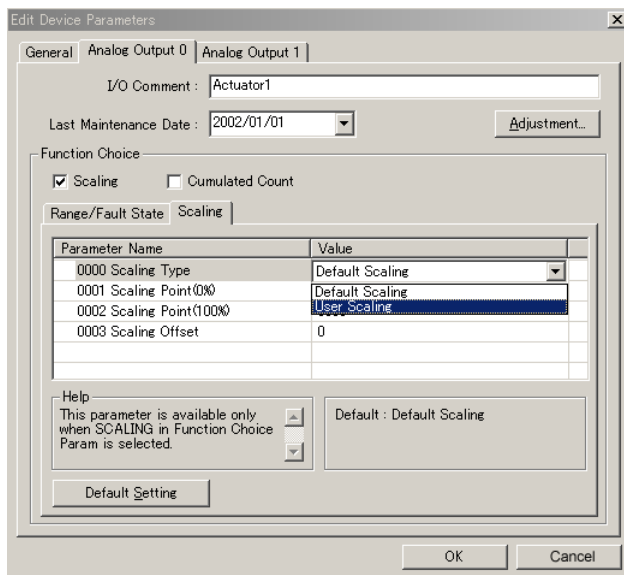 Edit Device Parameters
General Analog Output 0 Analog Output 1
I/O Comment : Actuator1
Last Maintenance Date : 2002/01/01 Adjustment...
Function Choice
Scaling Cumulated Count
Range/Fault State Scaling
Parameter Name Value
0000 Scaling Type Default Scaling
0001 Scaling Point(0%) Default Scaling
0002 Scaling Point(100%) User Scaling
0003 Scaling Offset 0
Help
This parameter is available only
when SCALING in Function Choice
Param is selected.
Default : Default Scaling
Default Setting
OK Cancel